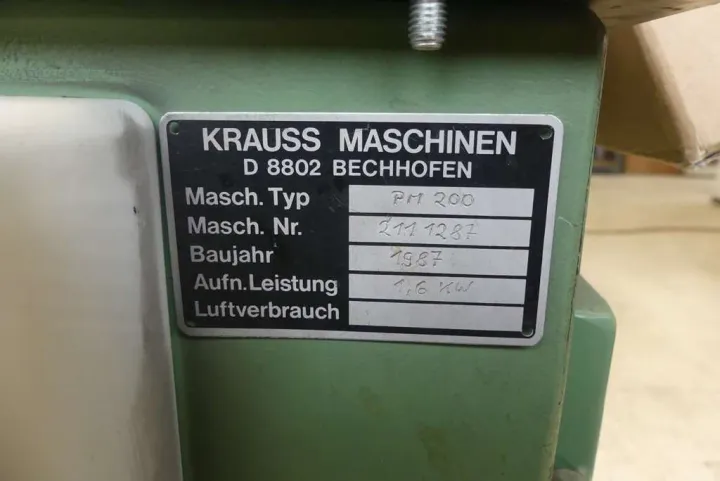 KRAUSS MASCHINEN
D 8802 BECHHOFEN
Masch. Typ PM 200
Masch. Nr. 211 1287
Baujahr 1987
Aufn.Leistung 1,6 KW
Luftverbrauch